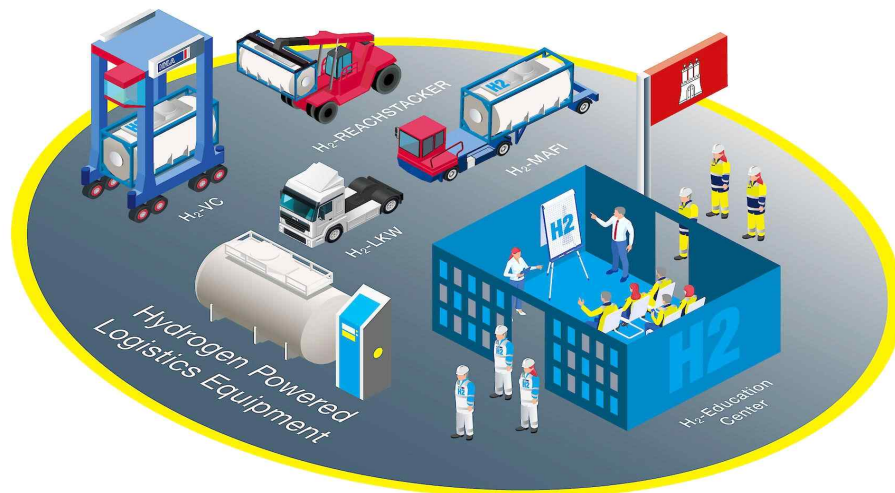 H₂-REACHSTACKER
H2
H₂-MAFI
H2
H₂-VC
H₂-LKW
H2
Hydrogen Powered
Logistics Equipment
H2
H₂-Education
Center
H2
H2
H2